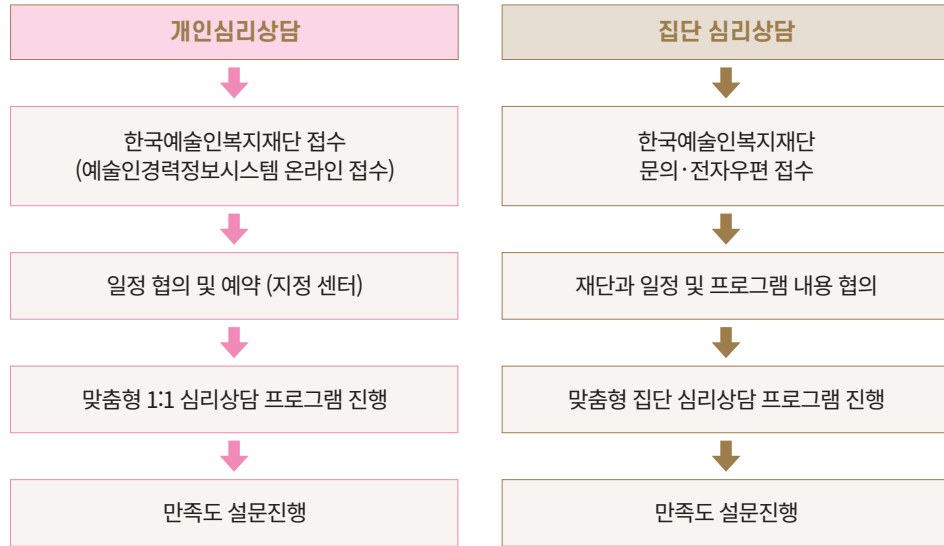 개인심리상담
한국예술인복지재단 접수
(예술인경력정보시스템 온라인 접수)
일정 협의 및 예약 (지정 센터)
맞춤형 1:1 심리상담 프로그램 진행
만족도 설문진행
집단 심리상담
한국예술인복지재단
문의·전자우편 접수
재단과 일정 및 프로그램 내용 협의
맞춤형 집단 심리상담 프로그램 진행
만족도 설문진행